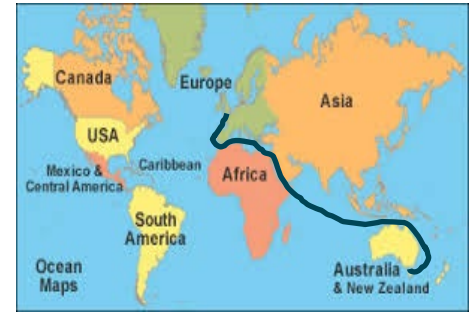 Canada
Europe
Asia
USA
Mexico &
Central America
Caribbean
Africa
South
America
Ocean
Maps
Australia
& New Zealand